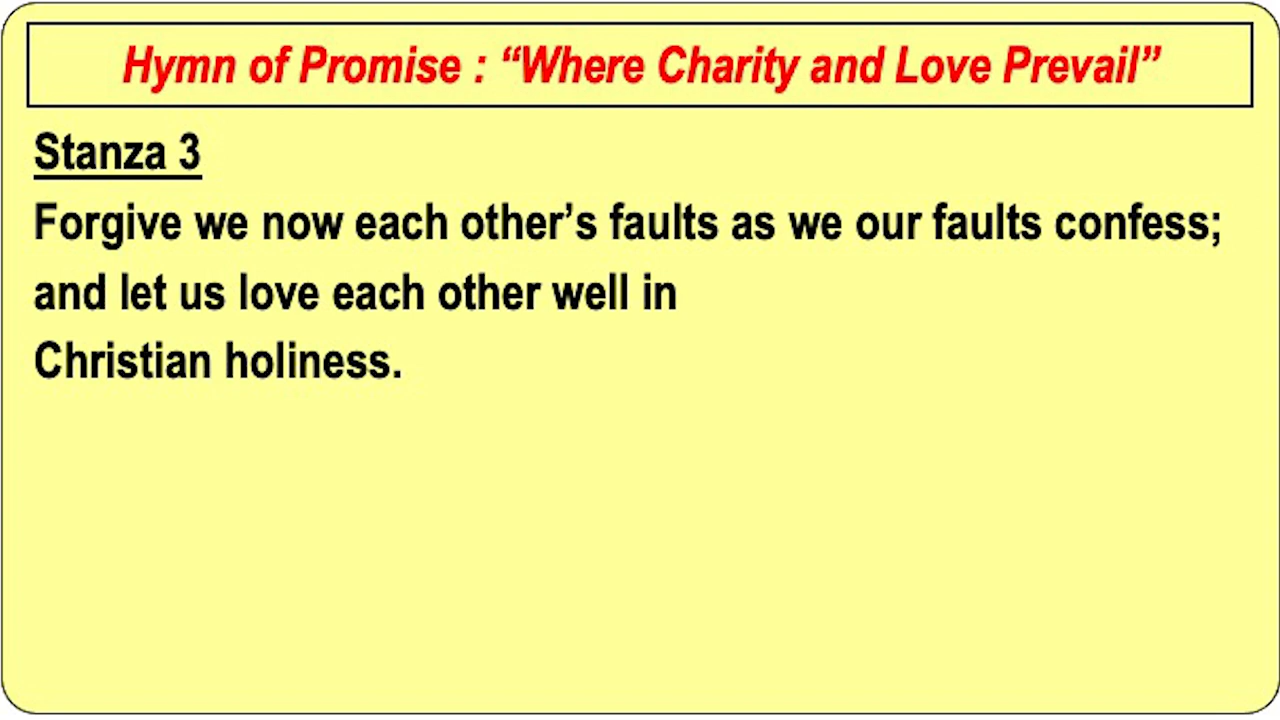 Hymn of Promise : “Where Charity and Love Prevail”
Stanza 3
Forgive we now each other’s faults as we our faults confess;
and let us love each other well in
Christian holiness.